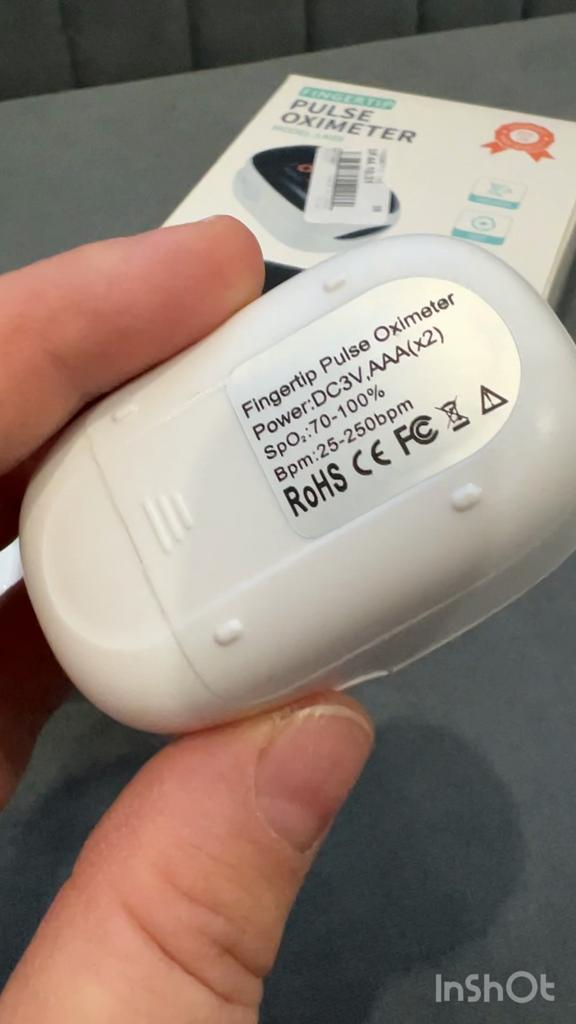 FINGERTIP
PULSE
OXIMETER
Fingertip Pulse Oximeter
Power:DC3V,AAA(x2)
SpO₂:70-100%
Bpm:25-250bpm
RoHS CE FC
InShOt